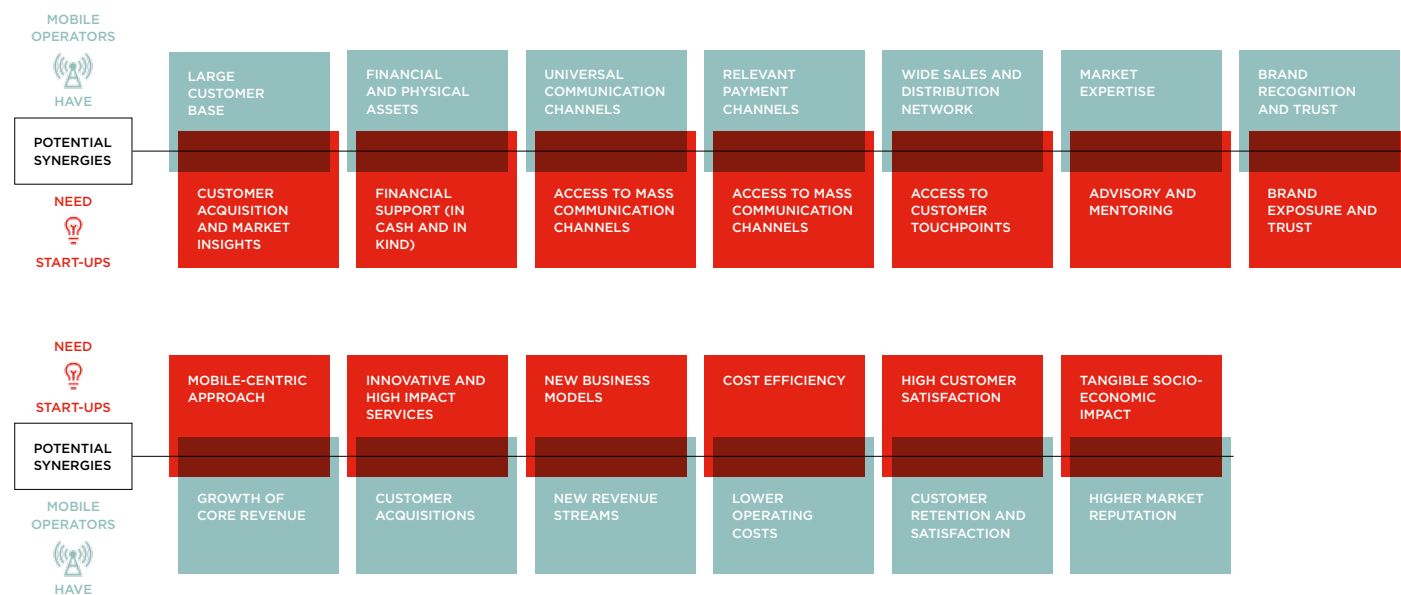 MOBILE
OPERATORS
HAVE
LARGE
CUSTOMER
BASE
FINANCIAL
AND PHYSICAL
ASSETS
UNIVERSAL
COMMUNICATION
CHANNELS
RELEVANT
PAYMENT
CHANNELS
WIDE SALES AND
DISTRIBUTION
NETWORK
MARKET
EXPERTISE
BRAND
RECOGNITION
AND TRUST
POTENTIAL
SYNERGIES
NEED
START-UPS
CUSTOMER
ACQUISITION
AND MARKET
INSIGHTS
FINANCIAL
SUPPORT (IN
CASH AND IN
KIND)
ACCESS TO MASS
COMMUNICATION
CHANNELS
ACCESS TO MASS
COMMUNICATION
CHANNELS
ACCESS TO
CUSTOMER
TOUCHPOINTS
ADVISORY AND
MENTORING
BRAND
EXPOSURE AND
TRUST
NEED
START-UPS
MOBILE-CENTRIC
APPROACH
INNOVATIVE AND
HIGH IMPACT
SERVICES
NEW BUSINESS
MODELS
COST EFFICIENCY
HIGH CUSTOMER
SATISFACTION
TANGIBLE SOCIO-
ECONOMIC
IMPACT
POTENTIAL
SYNERGIES
MOBILE
OPERATORS
HAVE
GROWTH OF
CORE REVENUE
CUSTOMER
ACQUISITIONS
NEW REVENUE
STREAMS
LOWER
OPERATING
COSTS
CUSTOMER
RETENTION AND
SATISFACTION
HIGHER MARKET
REPUTATION